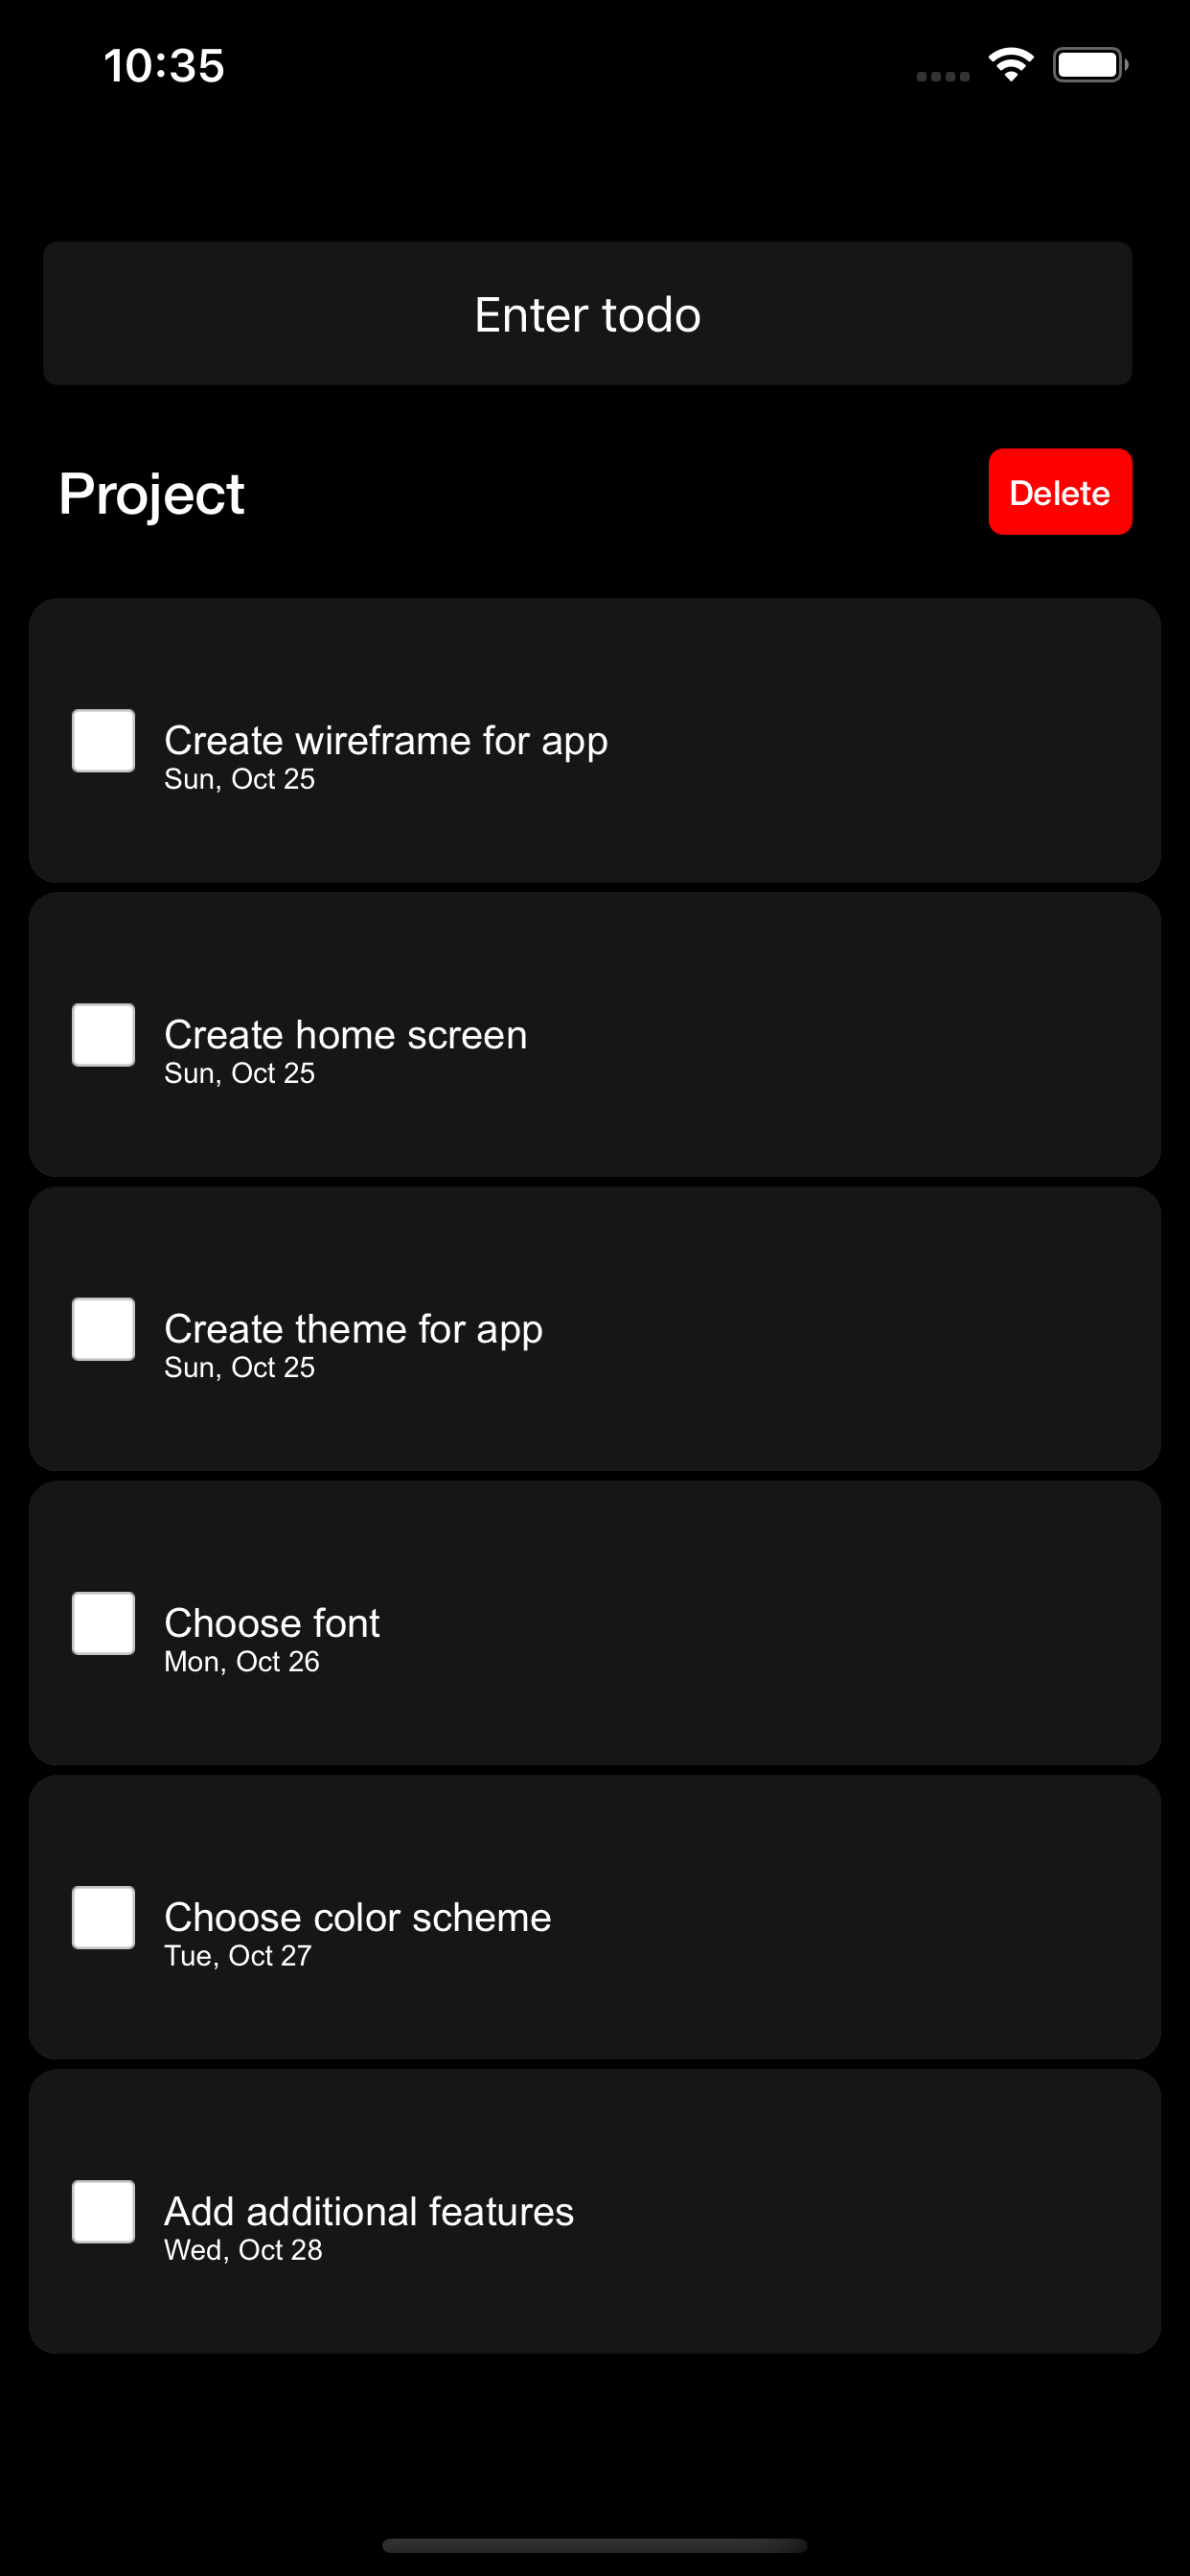 10:35
Enter todo
Project
Delete
Create wireframe for app
Sun, Oct 25
Create home screen
Sun, Oct 25
Create theme for app
Sun, Oct 25
Choose font
Mon, Oct 26
Choose color scheme
Tue, Oct 27
Add additional features
Wed, Oct 28